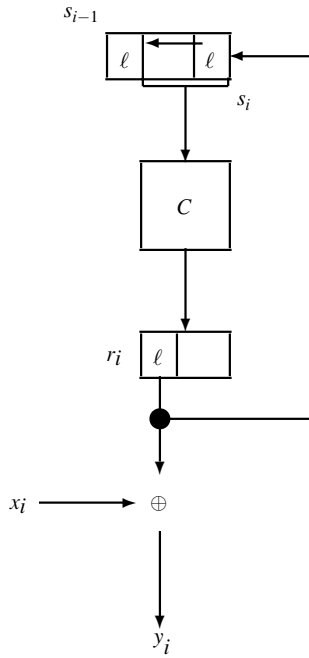 s_{i−1}
ℓ ℓ
s_i
C
r_i ℓ
x_i ⊕
y_i